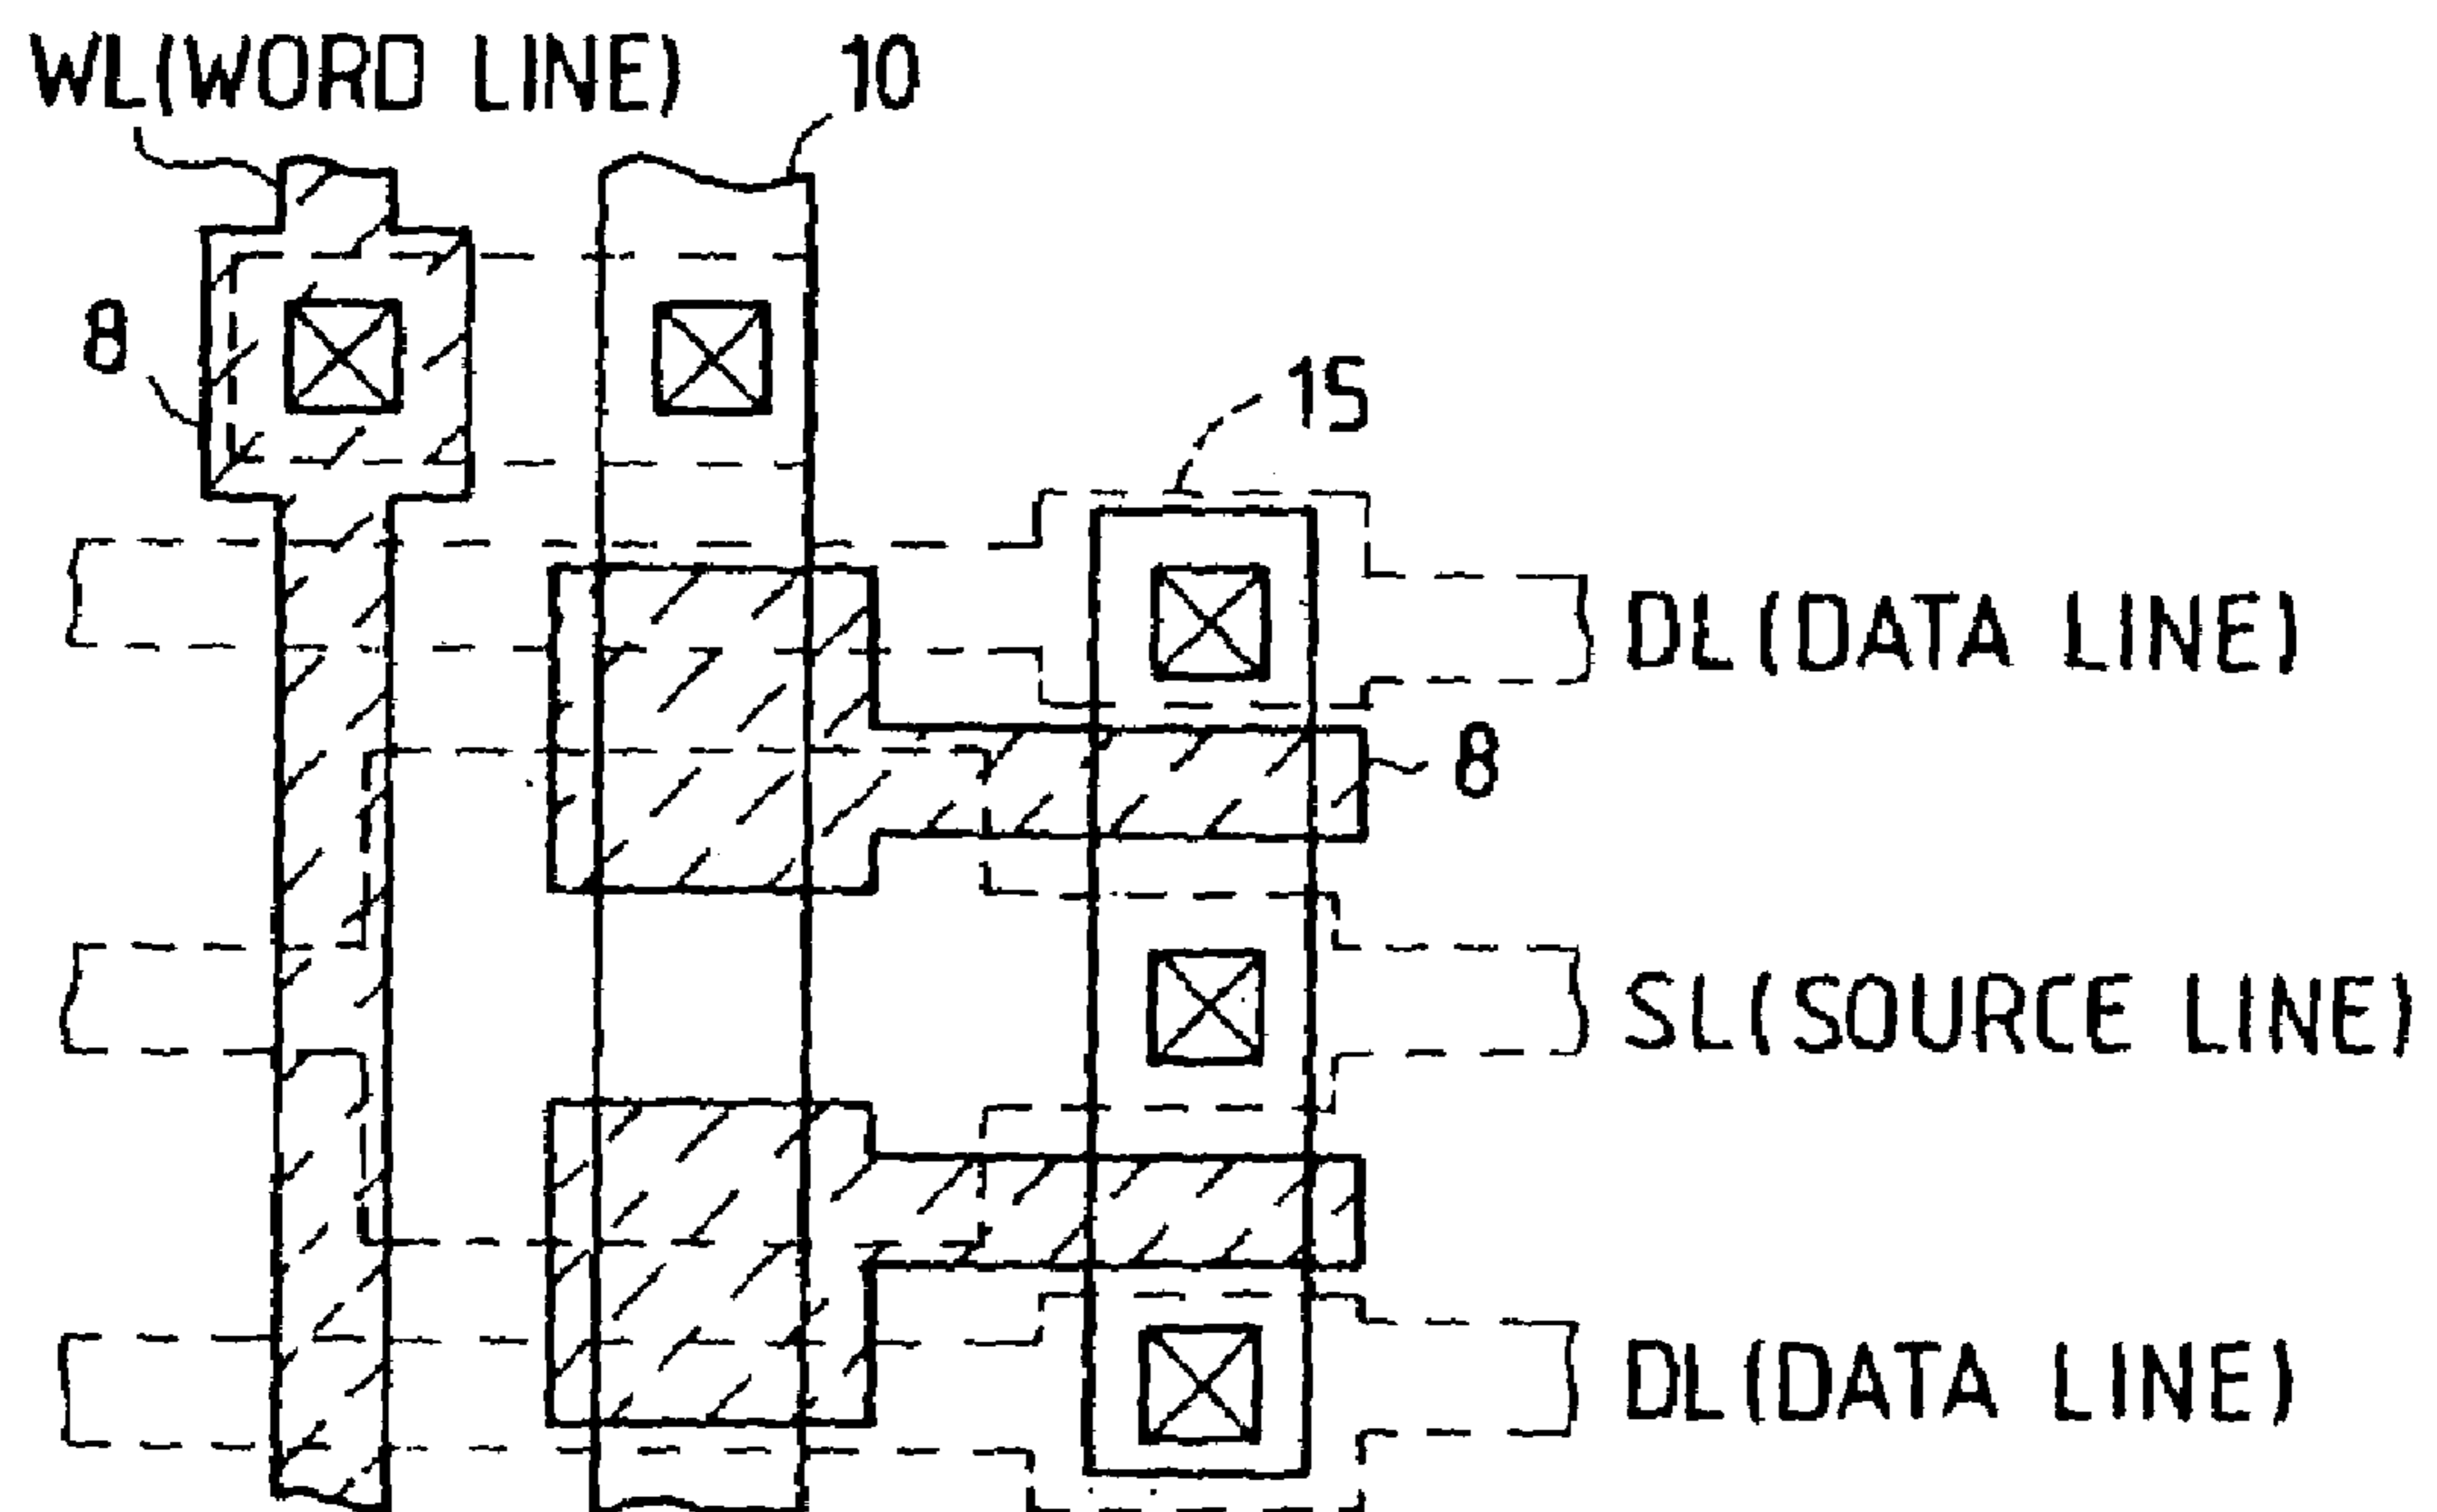 WL(WORD LINE)
10
8
15
DL(DATA LINE)
8
SL(SOURCE LINE)
DL(DATA LINE)